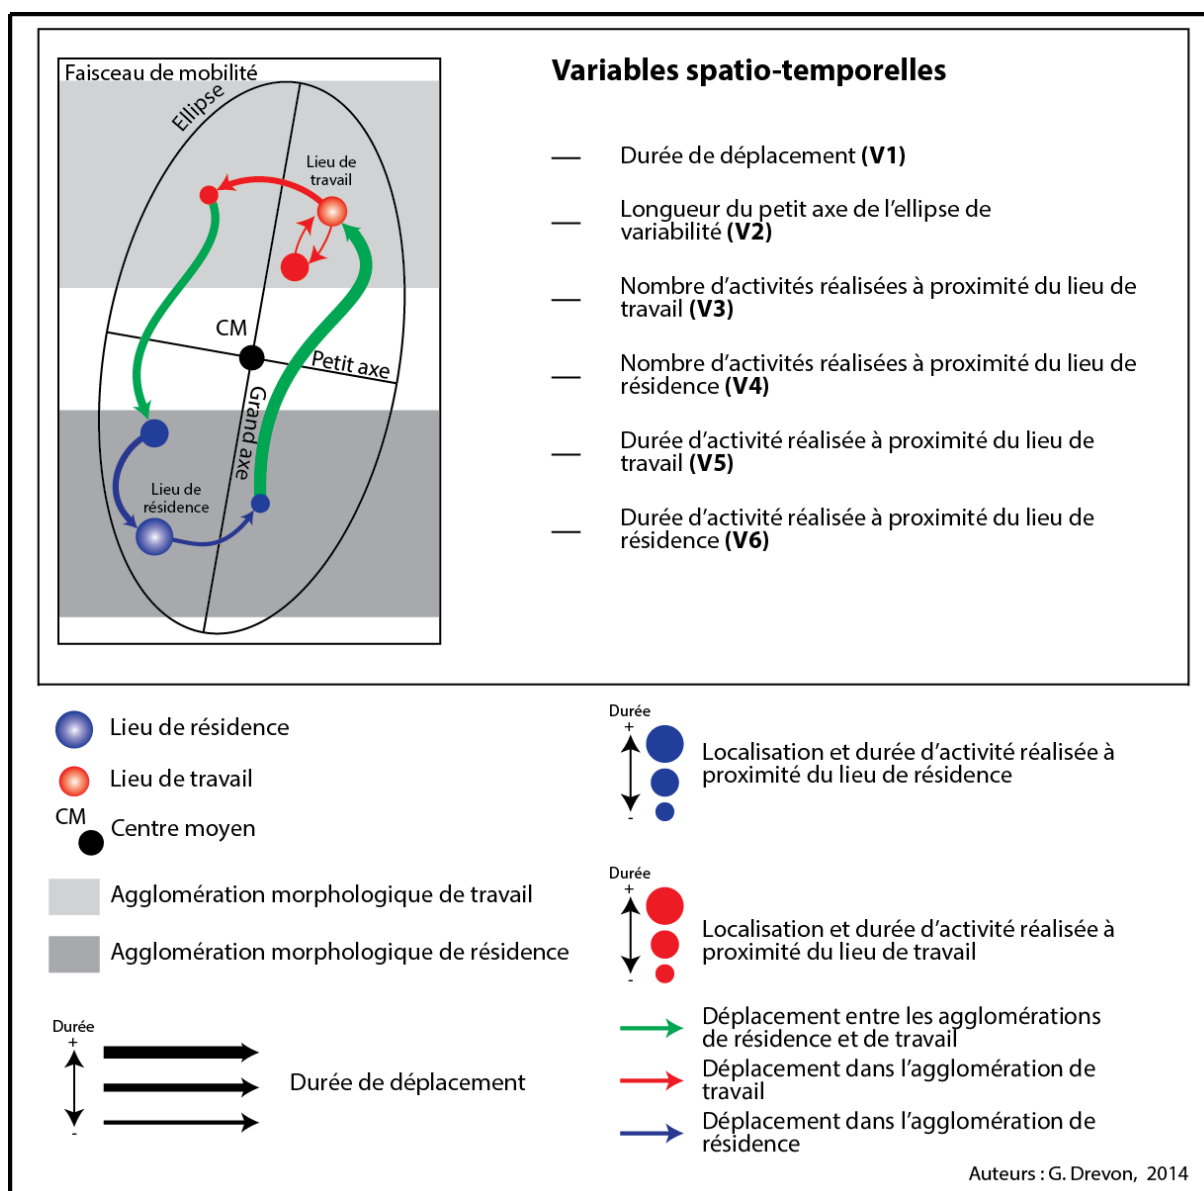 Faisceau de mobilité
Ellipse
Lieu de
travail
CM
Petit axe
Grand axe
Lieu de
résidence
Variables spatio-temporelles
— Durée de déplacement (V1)
— Longueur du petit axe de l'ellipse de
variabilité (V2)
— Nombre d'activités réalisées à proximité du lieu de
travail (V3)
— Nombre d'activités réalisées à proximité du lieu de
résidence (V4)
— Durée d'activité réalisée à proximité du lieu de
travail (V5)
— Durée d'activité réalisée à proximité du lieu de
résidence (V6)
Lieu de résidence
Lieu de travail
CM
Centre moyen
Agglomération morphologique de travail
Agglomération morphologique de résidence
Durée
+
-
Durée de déplacement
Durée
+
-
Localisation et durée d'activité réalisée à
proximité du lieu de résidence
Durée
+
-
Localisation et durée d'activité réalisée à
proximité du lieu de travail
Déplacement entre les agglomérations
de résidence et de travail
Déplacement dans l'agglomération de
travail
Déplacement dans l'agglomération de
résidence
Auteurs : G. Drevon, 2014